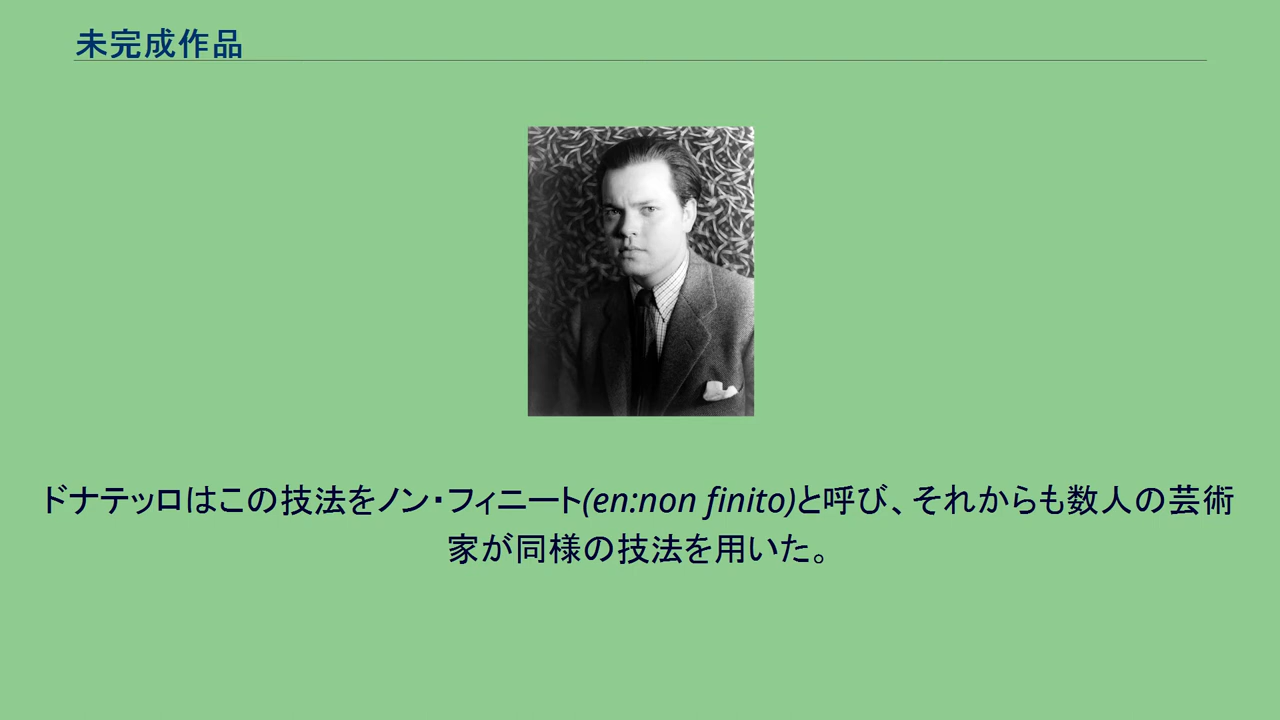 未完成作品
ドナテッロはこの技法をノン・フィニート(en:non finito)と呼び、それからも数人の芸術
家が同様の技法を用いた。